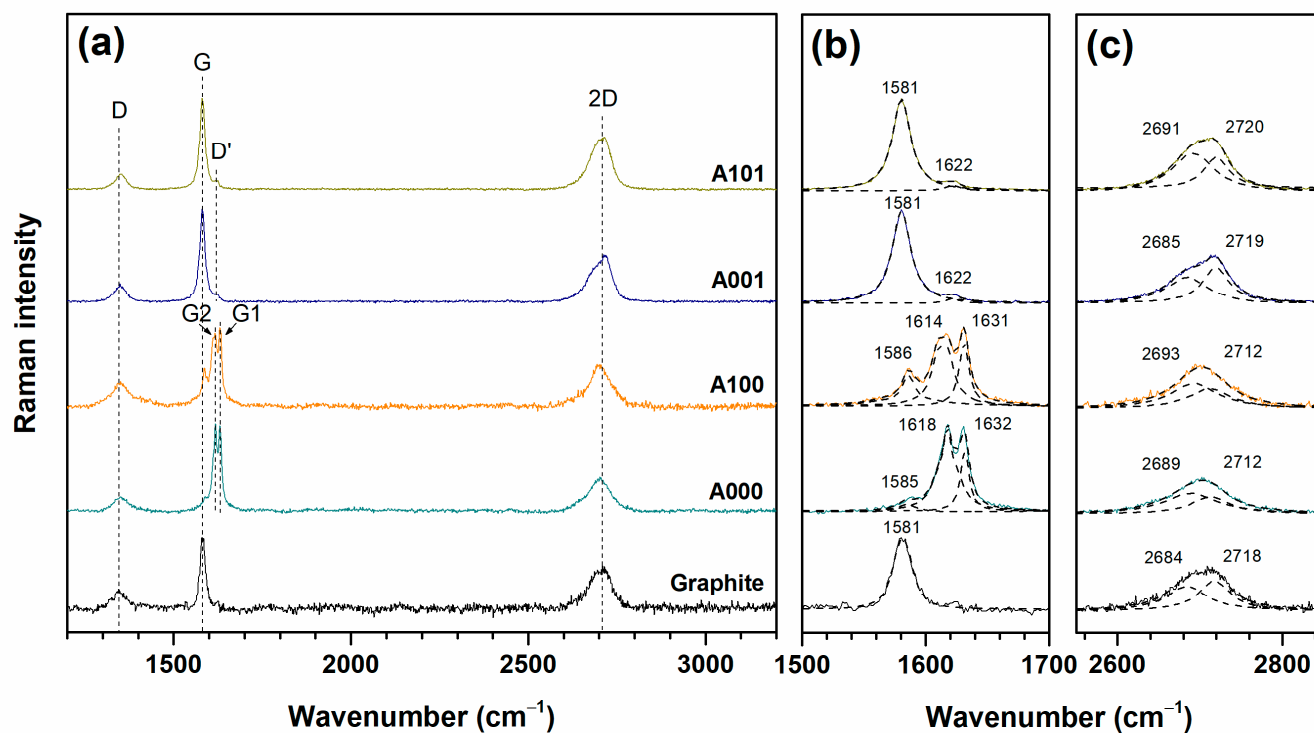 (a)
(b)
(c)
D
G
D'
2D
A101
A001
G2
G1
A100
A000
Graphite
1581
1622
1581
1622
1586
1614
1631
1585
1618
1632
1581
2691
2720
2685
2719
2693
2712
2689
2712
2684
2718
Raman intensity
1500
2000
2500
3000
1500
1600
1700
2600
2800
Wavenumber (cm⁻¹)
Wavenumber (cm⁻¹)